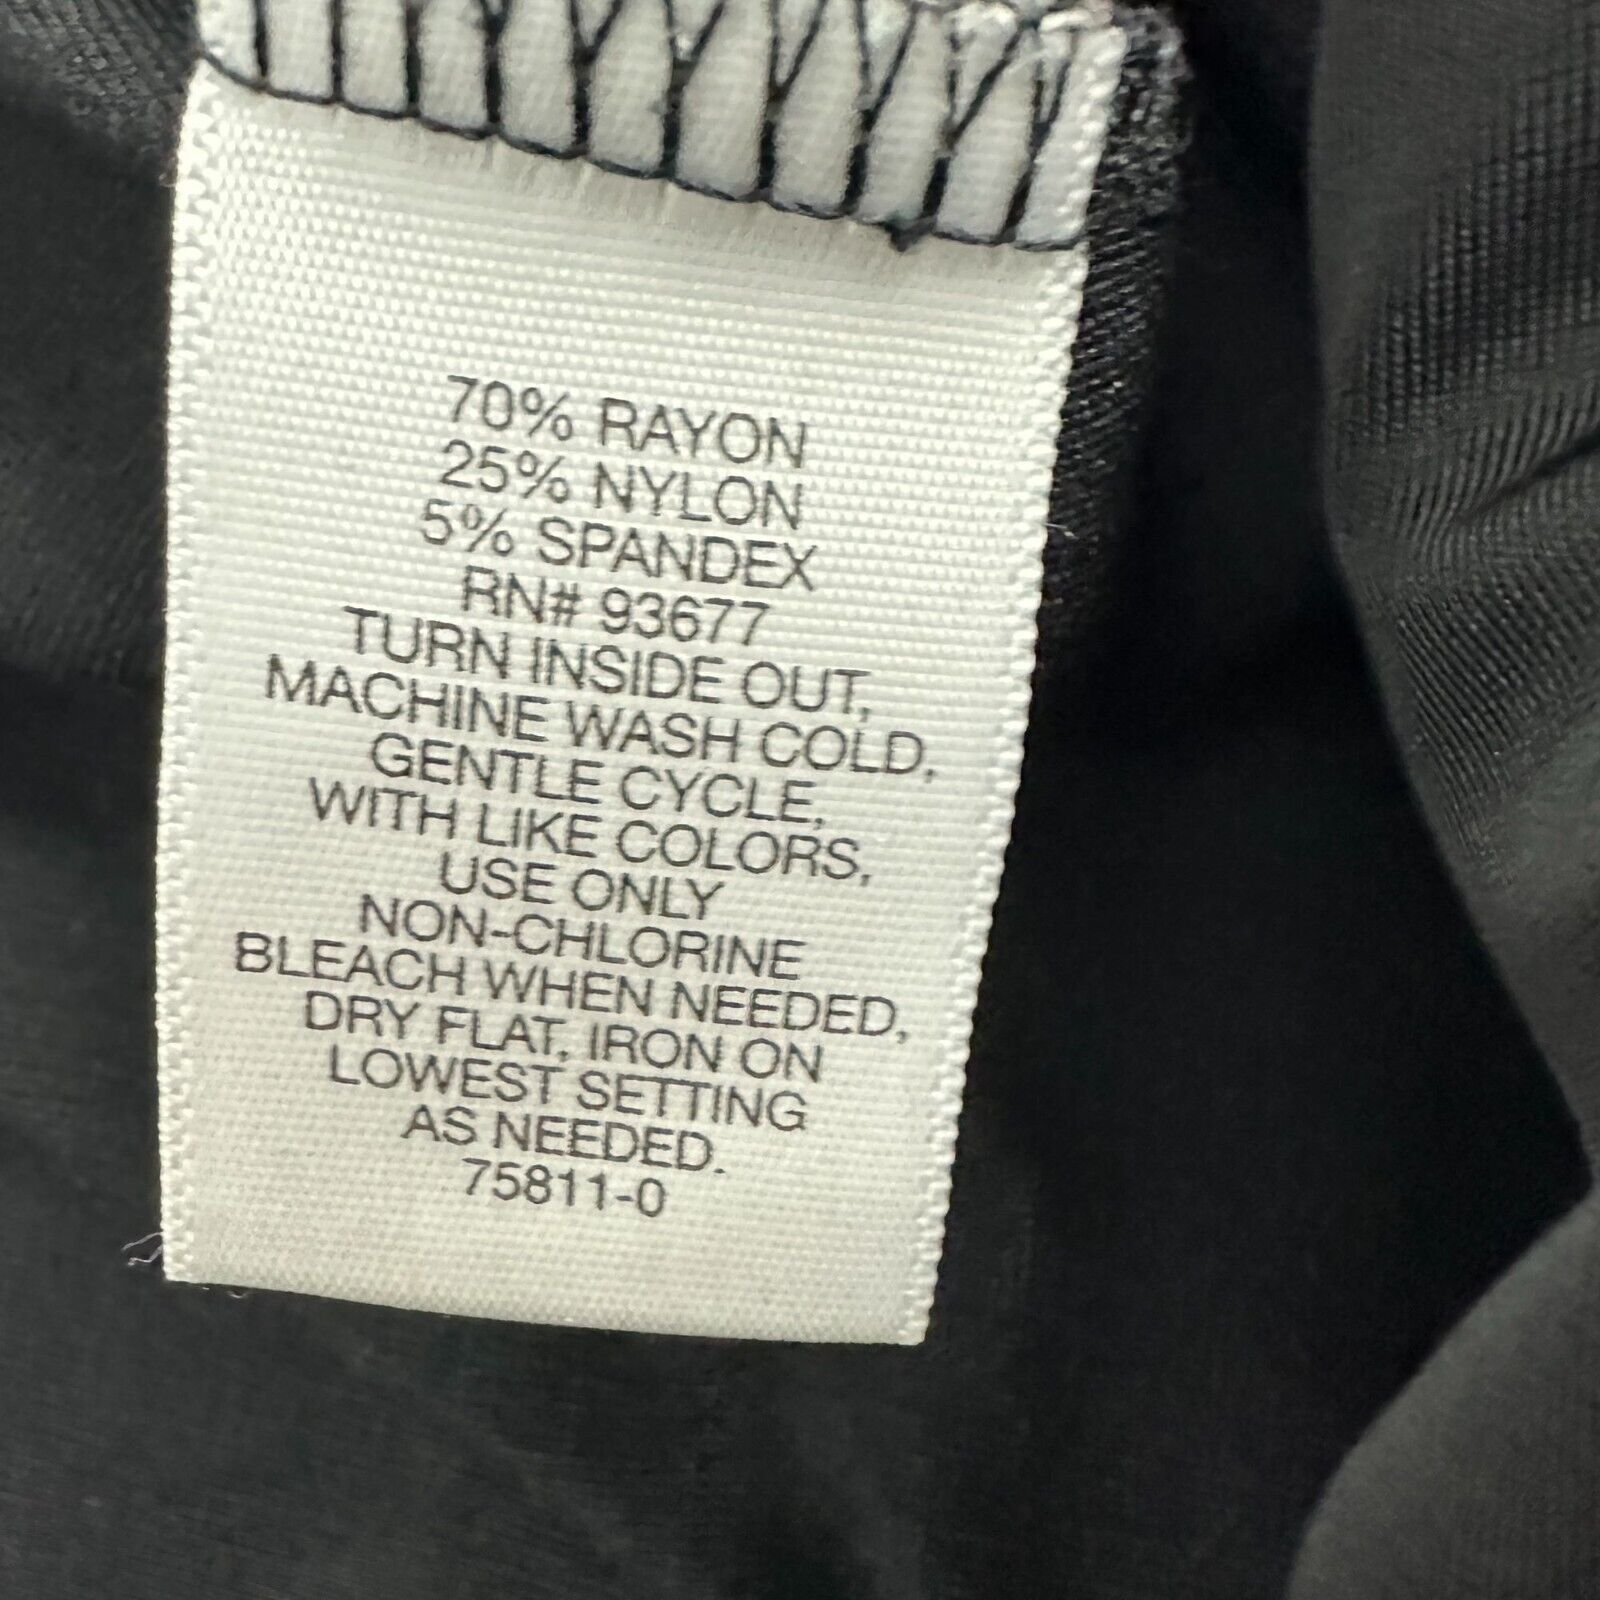 70% RAYON
25% NYLON
5% SPANDEX
RN# 93677
TURN INSIDE OUT,
MACHINE WASH COLD,
GENTLE CYCLE,
WITH LIKE COLORS,
USE ONLY
NON-CHLORINE
BLEACH WHEN NEEDED,
DRY FLAT, IRON ON
LOWEST SETTING
AS NEEDED.
75811-0